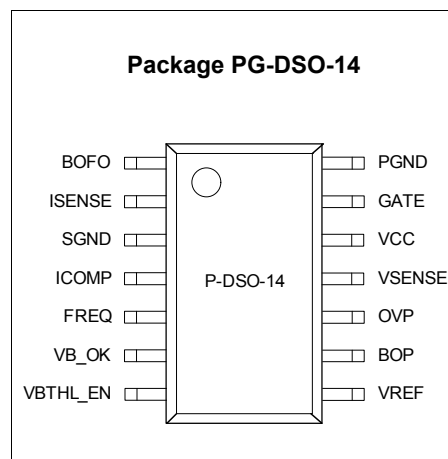 Package PG-DSO-14
BOFO PGND
ISENSE GATE
SGND VCC
ICOMP VSENSE
P-DSO-14
FREQ OVP
VB_OK BOP
VBTHL_EN VREF